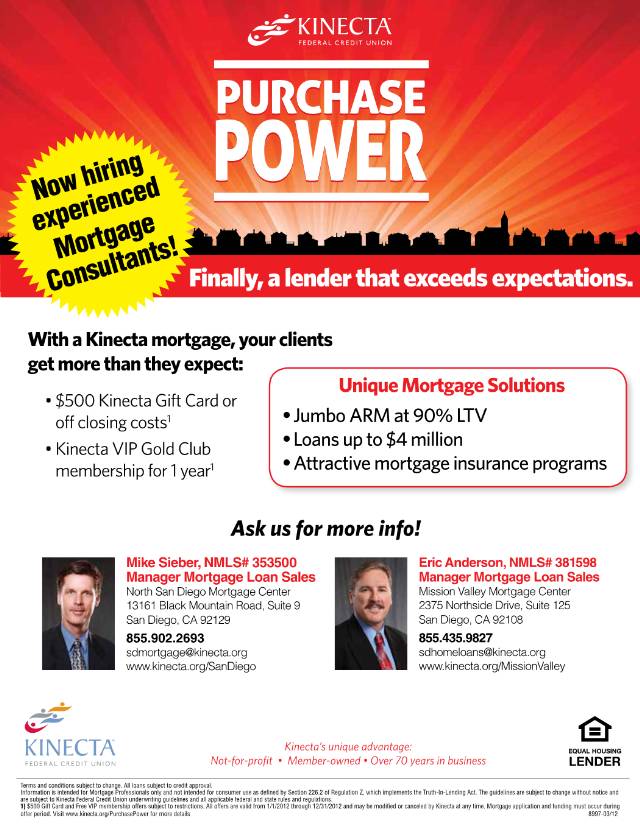 KINECTA
FEDERAL CREDIT UNION
PURCHASE
POWER
Now hiring
experienced
Mortgage
Consultants!
Finally, a lender that exceeds expectations.
With a Kinecta mortgage, your clients
get more than they expect:
• $500 Kinecta Gift Card or
off closing costs¹
• Kinecta VIP Gold Club
membership for 1 year¹
Unique Mortgage Solutions
• Jumbo ARM at 90% LTV
• Loans up to $4 million
• Attractive mortgage insurance programs
Ask us for more info!
Mike Sieber, NMLS# 353500
Manager Mortgage Loan Sales
North San Diego Mortgage Center
13161 Black Mountain Road, Suite 9
San Diego, CA 92129
855.902.2693
sdmortgage@kinecta.org
www.kinecta.org/SanDiego
Eric Anderson, NMLS# 381598
Manager Mortgage Loan Sales
Mission Valley Mortgage Center
2375 Northside Drive, Suite 125
San Diego, CA 92108
855.435.9827
sdhomeloans@kinecta.org
www.kinecta.org/MissionValley
KINECTA
FEDERAL CREDIT UNION
Kinecta's unique advantage:
Not-for-profit • Member-owned • Over 70 years in business
EQUAL HOUSING
LENDER
Terms and conditions subject to change. All loans subject to credit approval.
Information is intended for Mortgage Professionals only and not intended for consumer use as defined by Section 226.2 of Regulation Z, which implements the Truth-In-Lending Act. The guidelines are subject to change without notice and
are subject to Kinecta Federal Credit Union underwriting guidelines and all applicable federal and state rules and regulations.
1) $500 Gift Card and Free VIP membership offers subject to restrictions. All offers are valid from 1/1/2012 through 12/31/2012 and may be modified or canceled by Kinecta at any time. Mortgage application and funding must occur during
offer period. Visit www.kinecta.org/PurchasePower for more details
8997-03/12